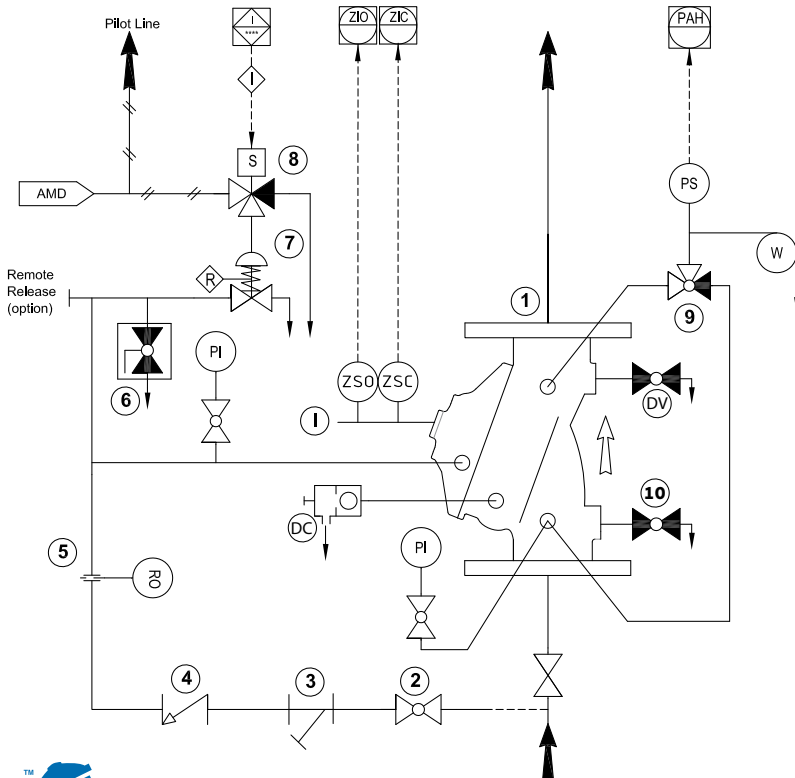 Pilot Line
I
****
ZIO
ZIC
PAH
I
S
8
AMD
PS
7
W
Remote
Release
(option)
R
1
9
PI
6
ZSO
ZSC
I
DV
10
DC
5
PI
RO
4
3
2
TM